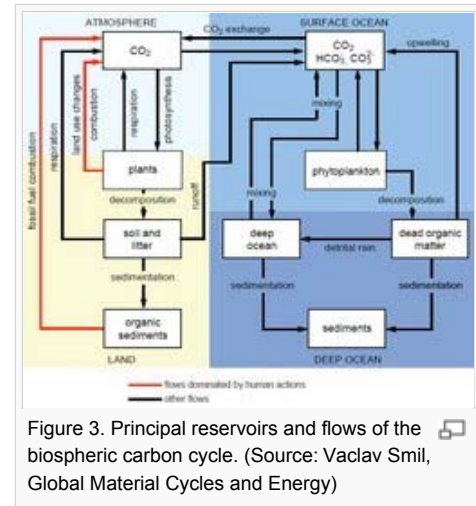 ATMOSPHERE
SURFACE OCEAN
CO₂ exchange
CO₂
CO₂
HCO₃⁻, CO₃²⁻
upwelling
fossil fuel combustion
respiration
land use changes
combustion
respiration
photosynthesis
mixing
plants
phytoplankton
decomposition
runoff
mixing
decomposition
soil and
litter
deep
ocean
detrital rain
dead organic
matter
sedimentation
sedimentation
sedimentation
organic
sediments
sediments
LAND
DEEP OCEAN
flows dominated by human actions
other flows
Figure 3. Principal reservoirs and flows of the
biospheric carbon cycle. (Source: Vaclav Smil,
Global Material Cycles and Energy)